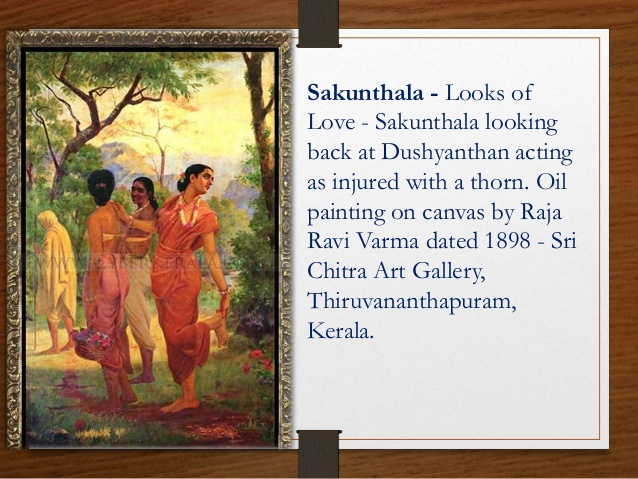 Sakunthala - Looks of
Love - Sakunthala looking
back at Dushyanthan acting
as injured with a thorn. Oil
painting on canvas by Raja
Ravi Varma dated 1898 - Sri
Chitra Art Gallery,
Thiruvananthapuram,
Kerala.